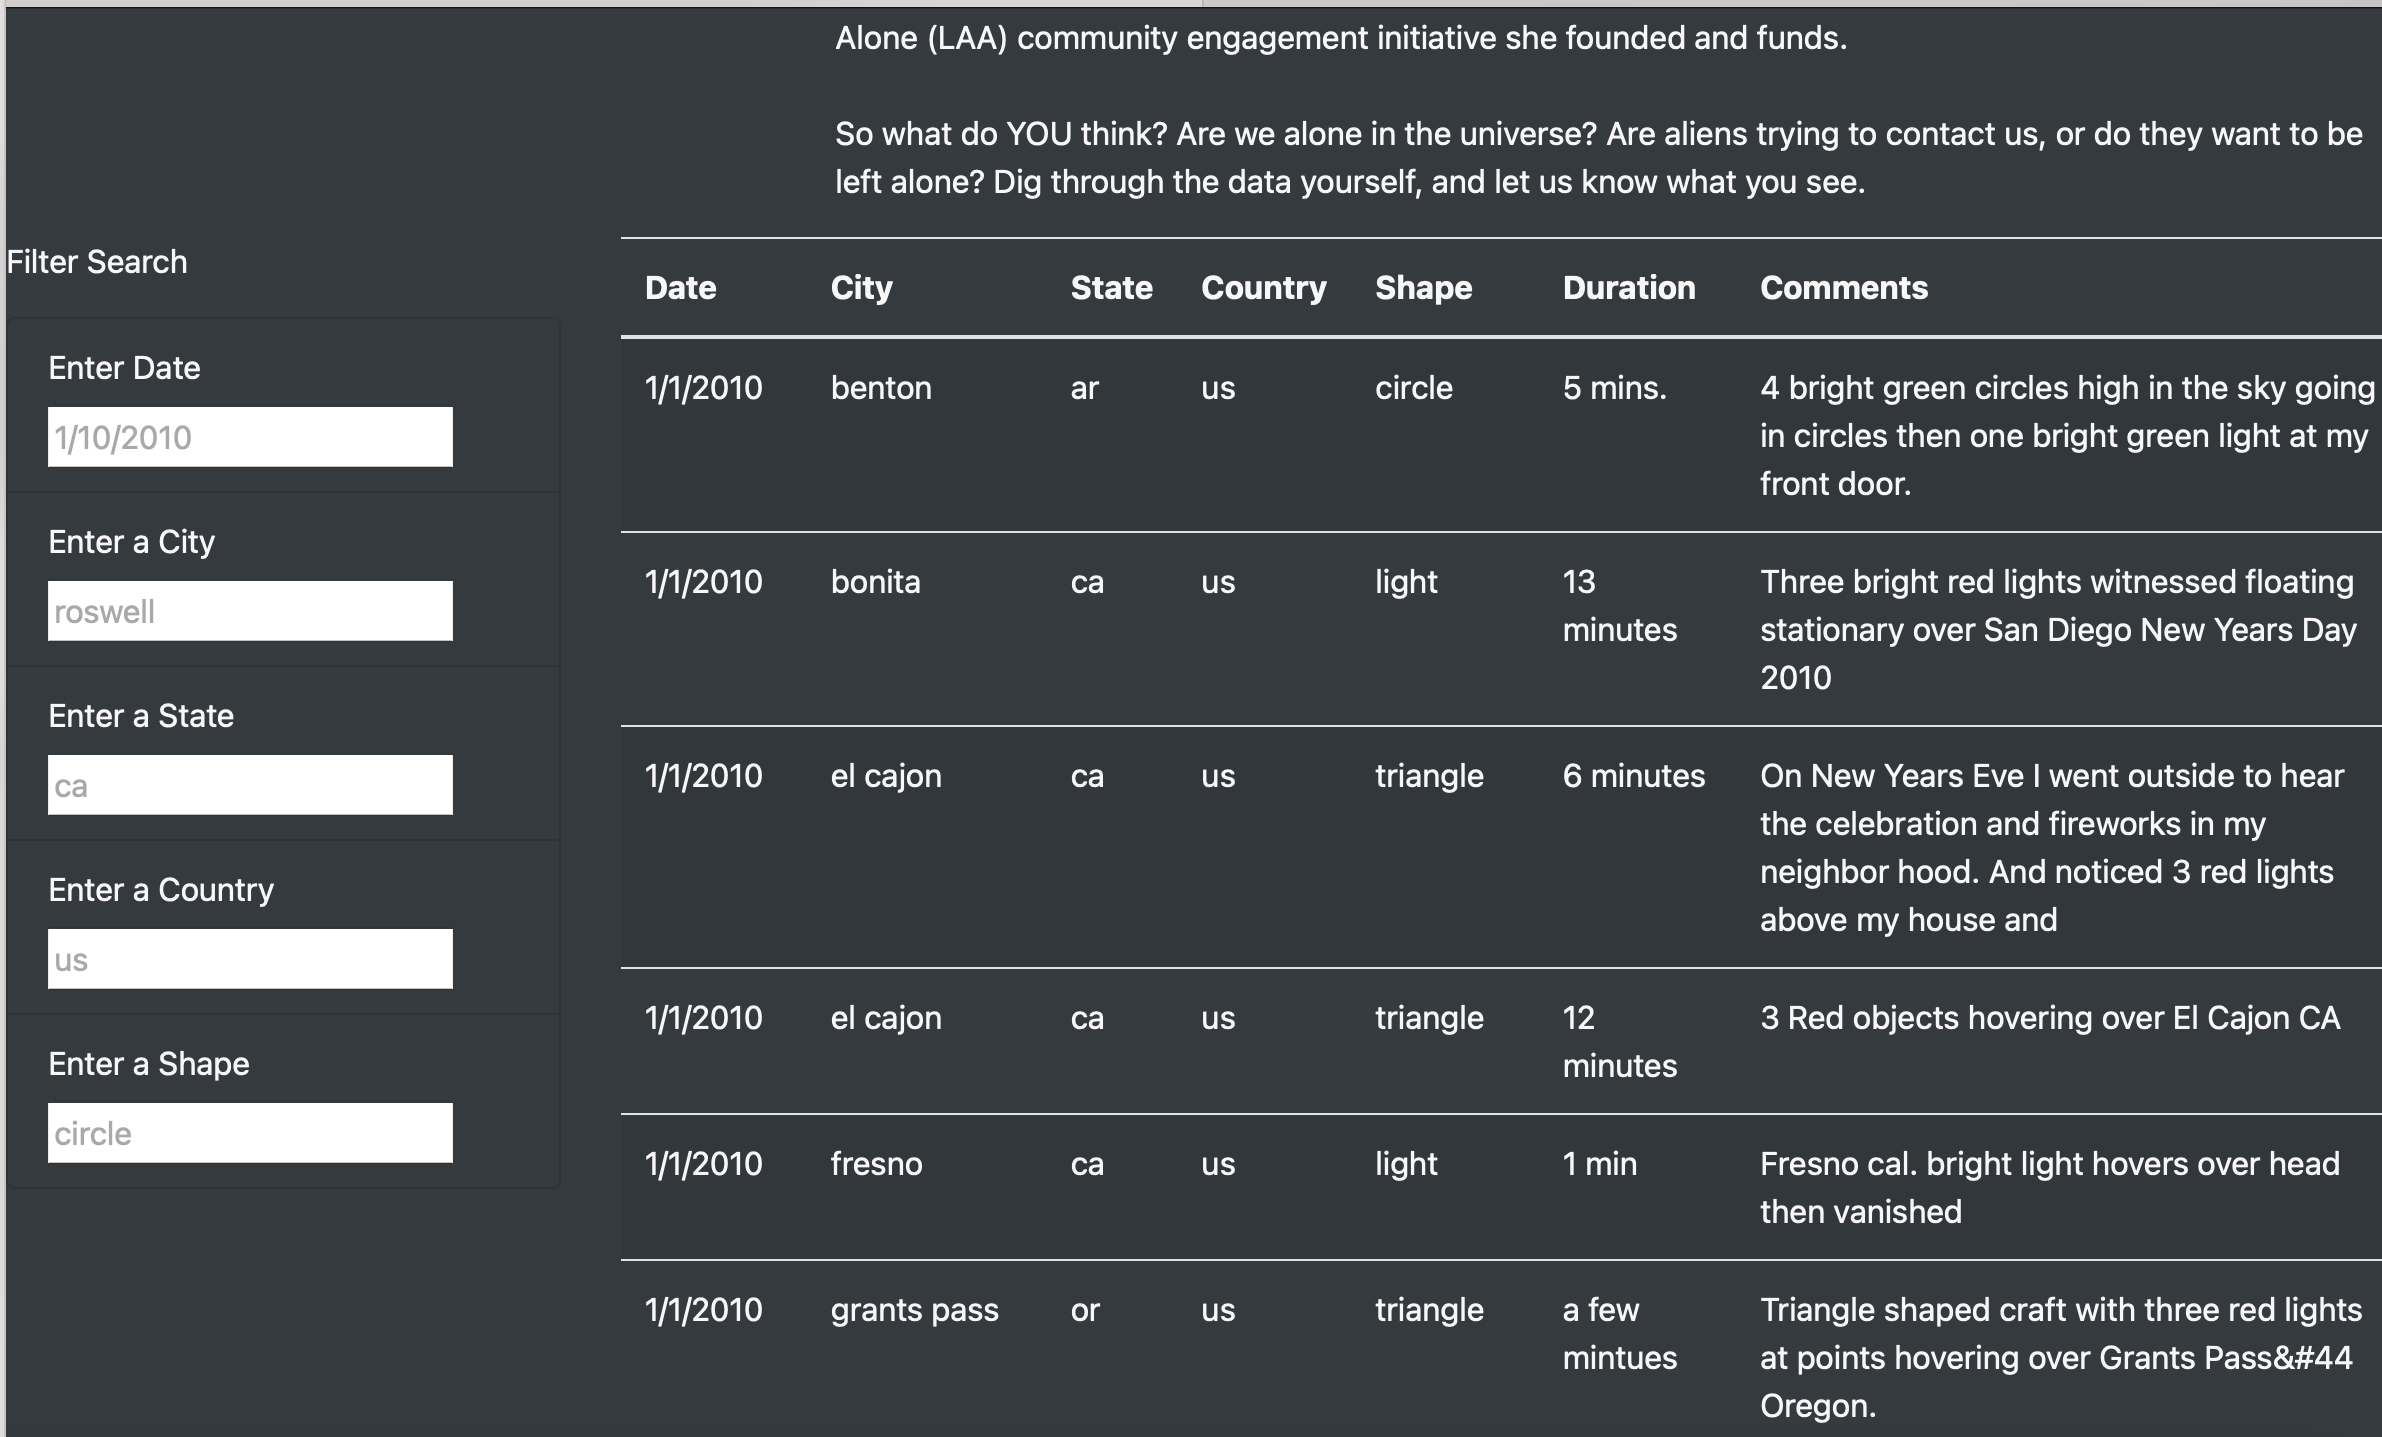 Alone (LAA) community engagement initiative she founded and funds.
So what do YOU think? Are we alone in the universe? Are aliens trying to contact us, or do they want to be
left alone? Dig through the data yourself, and let us know what you see.
Filter Search
Enter Date
1/10/2010
Enter a City
roswell
Enter a State
ca
Enter a Country
us
Enter a Shape
circle
Date City State Country Shape Duration Comments
1/1/2010 benton ar us circle 5 mins. 4 bright green circles high in the sky going
in circles then one bright green light at my
front door.
1/1/2010 bonita ca us light 13 Three bright red lights witnessed floating
minutes stationary over San Diego New Years Day
2010
1/1/2010 el cajon ca us triangle 6 minutes On New Years Eve I went outside to hear
the celebration and fireworks in my
neighbor hood. And noticed 3 red lights
above my house and
1/1/2010 el cajon ca us triangle 12 3 Red objects hovering over El Cajon CA
minutes
1/1/2010 fresno ca us light 1 min Fresno cal. bright light hovers over head
then vanished
1/1/2010 grants pass or us triangle a few Triangle shaped craft with three red lights
mintues at points hovering over Grants Pass&#44
Oregon.